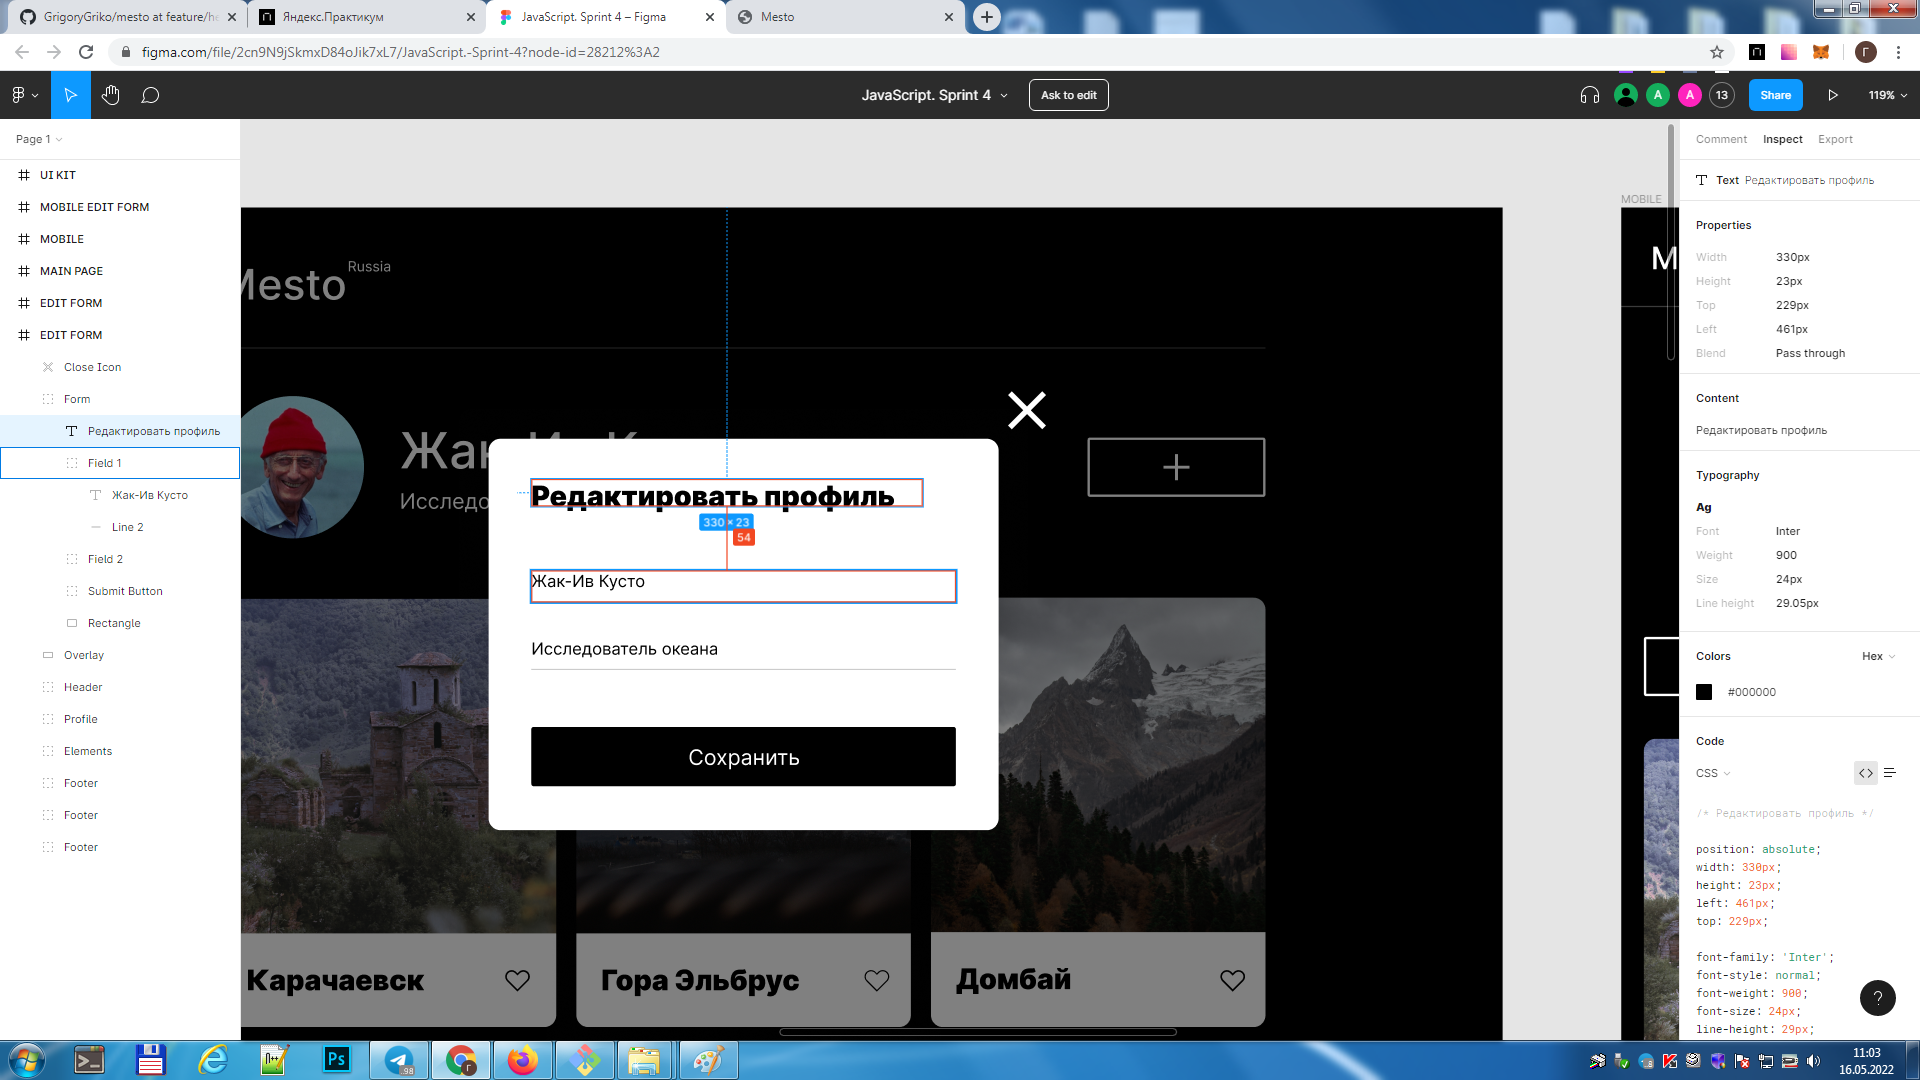 GrigoryGriko/mesto at feature/he
Яндекс.Практикум
JavaScript. Sprint 4 – Figma
Mesto
figma.com/file/2cn9N9jSkmxD84oJik7xL7/JavaScript.-Sprint-4?node-id=28212%3A2
Г
JavaScript. Sprint 4
Ask to edit
A
A
13
Share
119%
Page 1
UI KIT
MOBILE EDIT FORM
MOBILE
MAIN PAGE
EDIT FORM
EDIT FORM
Close Icon
Form
Редактировать профиль
Field 1
Жак-Ив Кусто
Line 2
Field 2
Submit Button
Rectangle
Overlay
Header
Profile
Elements
Footer
Footer
Footer
Mesto
Russia
Жак-Ив К
Исследо
Редактировать профиль
330 × 23
54
Жак-Ив Кусто
Исследователь океана
Сохранить
Карачаевск
Гора Эльбрус
Домбай
MOBILE
M
Comment
Inspect
Export
Text Редактировать профиль
Properties
Width 330px
Height 23px
Top 229px
Left 461px
Blend Pass through
Content
Редактировать профиль
Typography
Ag
Font Inter
Weight 900
Size 24px
Line height 29.05px
Colors
Hex
#000000
Code
CSS
/* Редактировать профиль */
position: absolute;
width: 330px;
height: 23px;
left: 461px;
top: 229px;
font-family: 'Inter';
font-style: normal;
font-weight: 900;
font-size: 24px;
line-height: 29px;
?
Ps
98
Г
11:03
16.05.2022